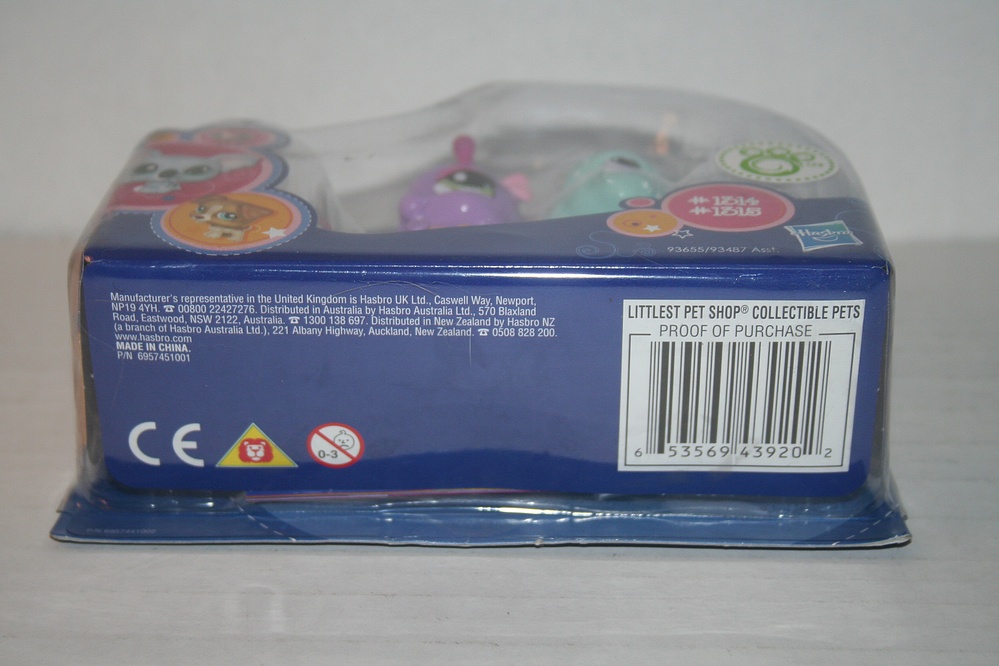 #1314
#1318
Hasbro
93655/93487 Asst.
Manufacturer's representative in the United Kingdom is Hasbro UK Ltd., Caswell Way, Newport,
NP19 4YH. ☎ 00800 22427276. Distributed in Australia by Hasbro Australia Ltd., 570 Blaxland
Road, Eastwood, NSW 2122, Australia. ☎ 1300 138 697. Distributed in New Zealand by Hasbro NZ
(a branch of Hasbro Australia Ltd.), 221 Albany Highway, Auckland, New Zealand. ☎ 0508 828 200.
www.hasbro.com
MADE IN CHINA.
P/N 6957451001
CE
0-3
LITTLEST PET SHOP® COLLECTIBLE PETS
PROOF OF PURCHASE
6 53569 43920 2